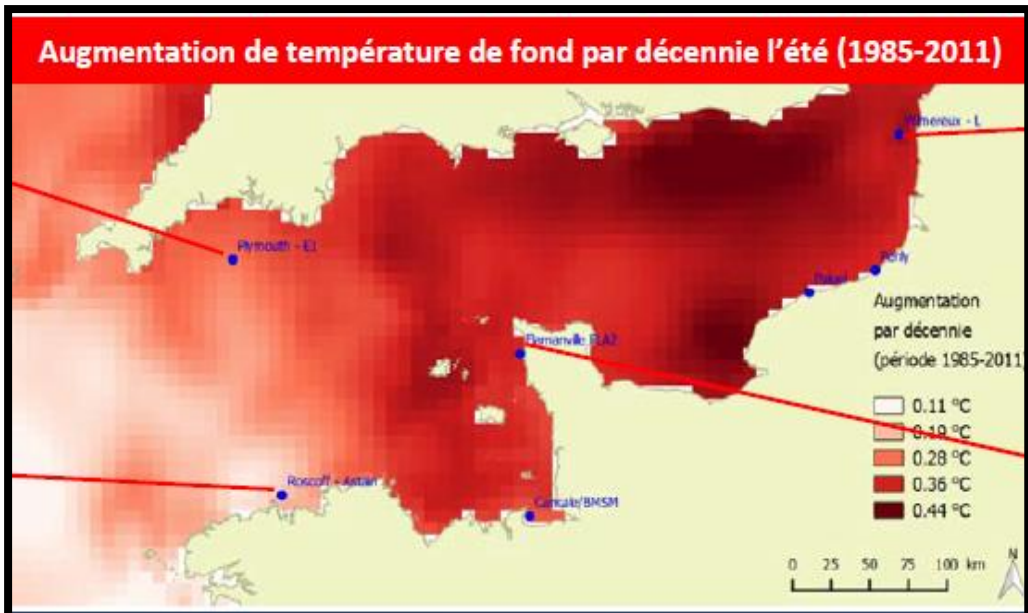 Augmentation de température de fond par décennie l’été (1985-2011)
Wimereux - L
Plymouth - E1
Penly
Paluel
Augmentation
par décennie
(période 1985-2011)
Flamanville FLA2
0.11 °C
0.19 °C
0.28 °C
Roscoff - Astan
0.36 °C
Cancale/BMSM
0.44 °C
N
0 25 50 75 100 km